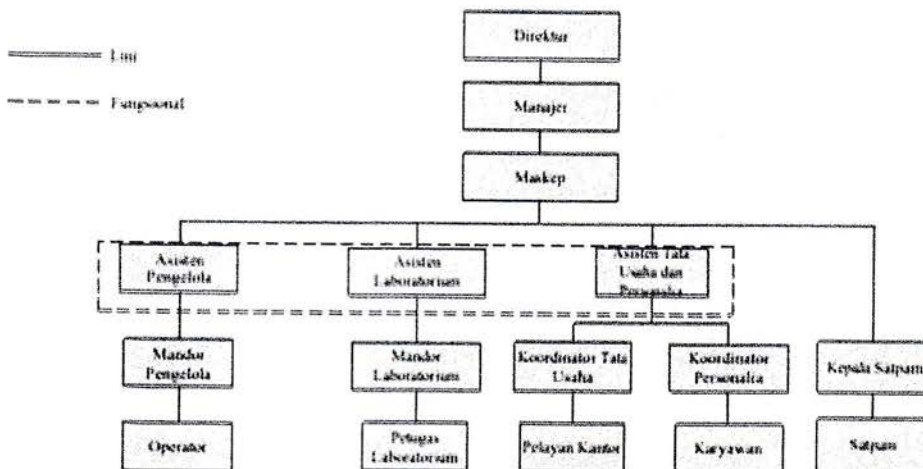 Direktur
Lini
Manajer
Fungsional
Maskep
Asisten
Pengelola
Asisten
Laboratorium
Asisten Tata
Usaha dan
Personalia
Mandor
Pengelola
Mandor
Laboratorium
Koordinator Tata
Usaha
Koordinator
Personalia
Kepala Satpam
Operator
Petugas
Laboratorium
Pelayan Kantor
Karyawan
Satpam